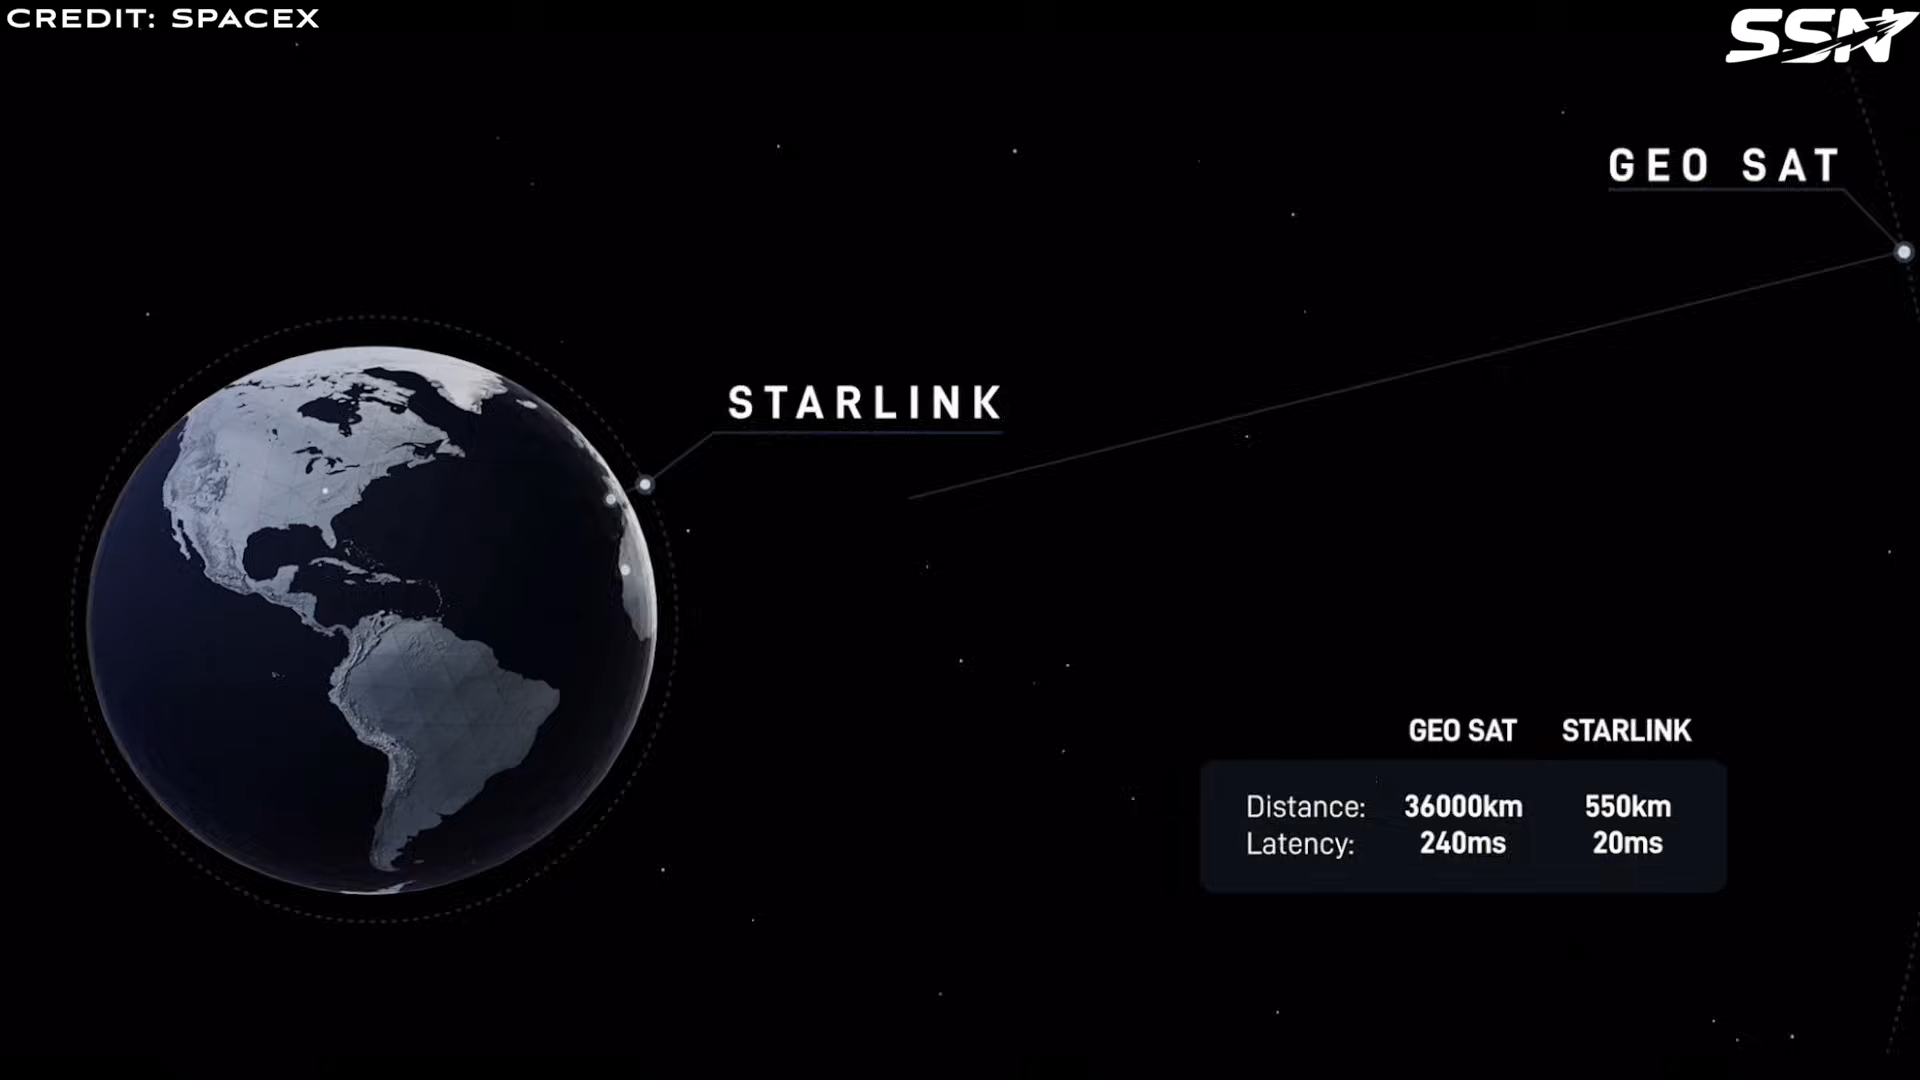 CREDIT: SPACEX
SSN
GEO SAT
STARLINK
GEO SAT STARLINK
Distance: 36000km 550km
Latency: 240ms 20ms